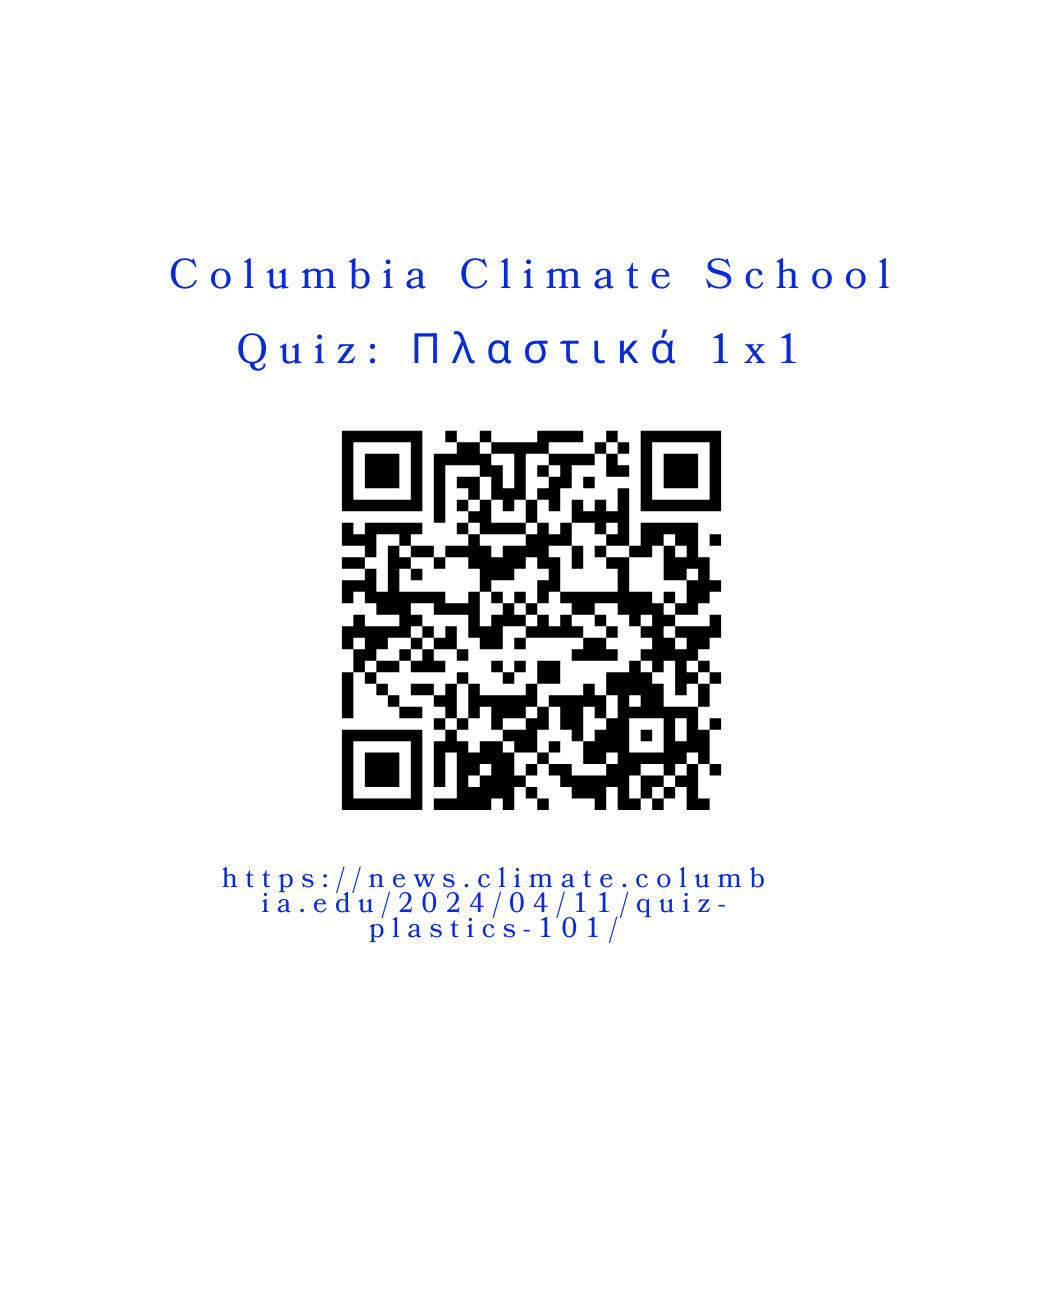 Columbia Climate School
Quiz: Πλαστικά 1x1
https://news.climate.columb
ia.edu/2024/04/11/quiz-
plastics-101/